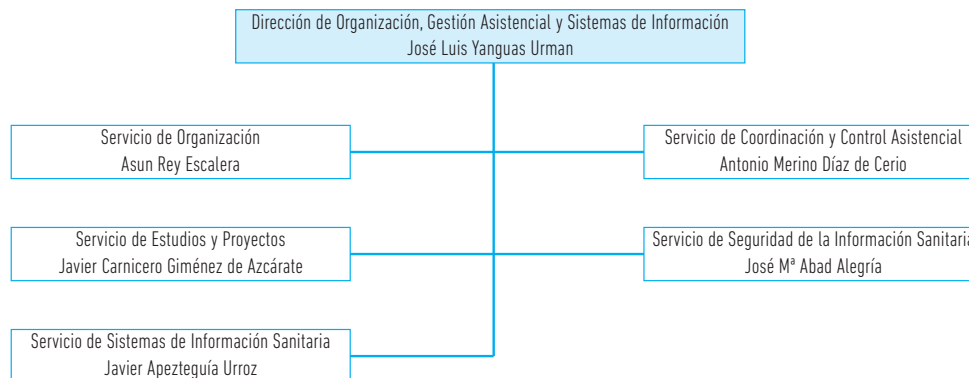 Dirección de Organización, Gestión Asistencial y Sistemas de Información
José Luis Yanguas Urman
Servicio de Organización
Asun Rey Escalera
Servicio de Coordinación y Control Asistencial
Antonio Merino Díaz de Cerio
Servicio de Estudios y Proyectos
Javier Carnicero Giménez de Azcárate
Servicio de Seguridad de la Información Sanitaria
José Mª Abad Alegría
Servicio de Sistemas de Información Sanitaria
Javier Apezteguía Urroz